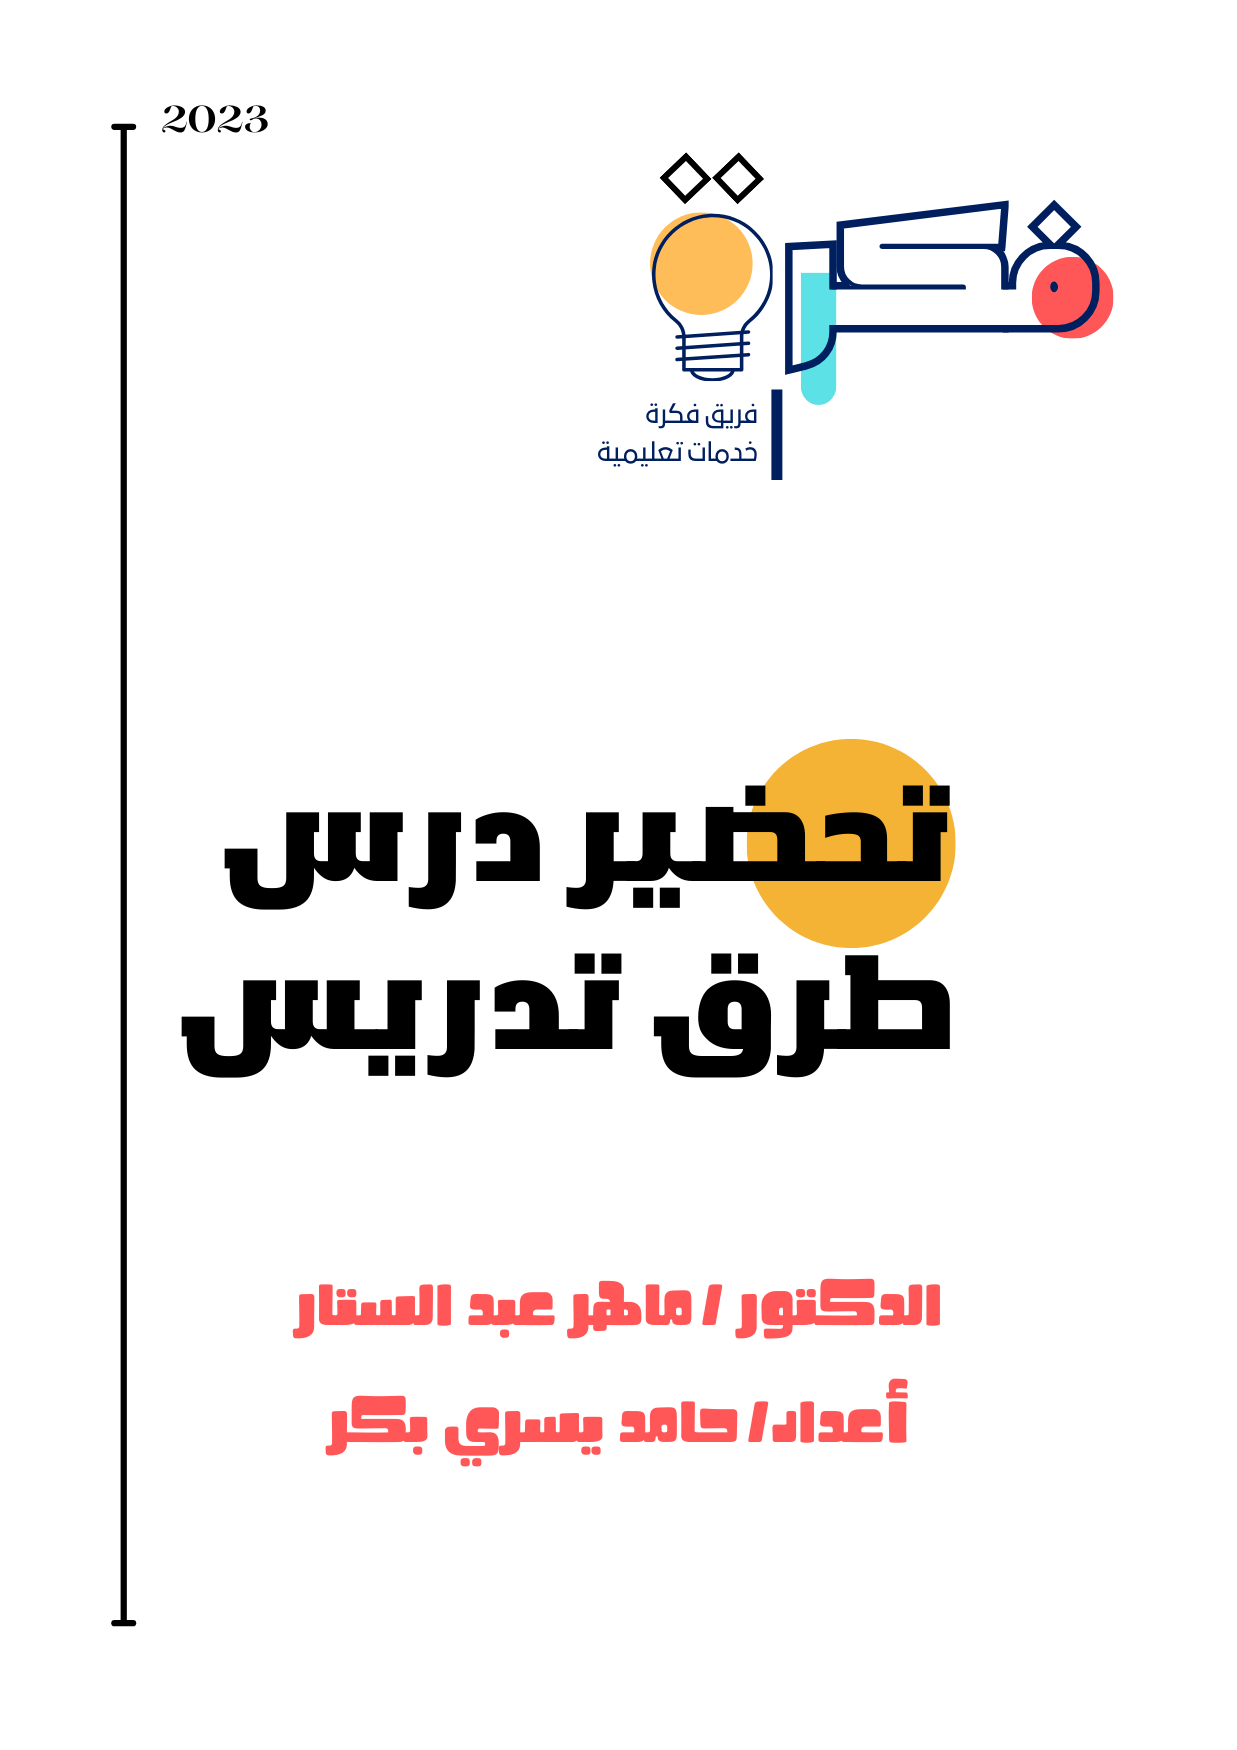 2023
فكرة
فريق فكرة
خدمات تعليمية
تحضير درس
طرق تدريس
الدكتور / ماهر عبد الستار
أعداد/ حامد يسري بكر